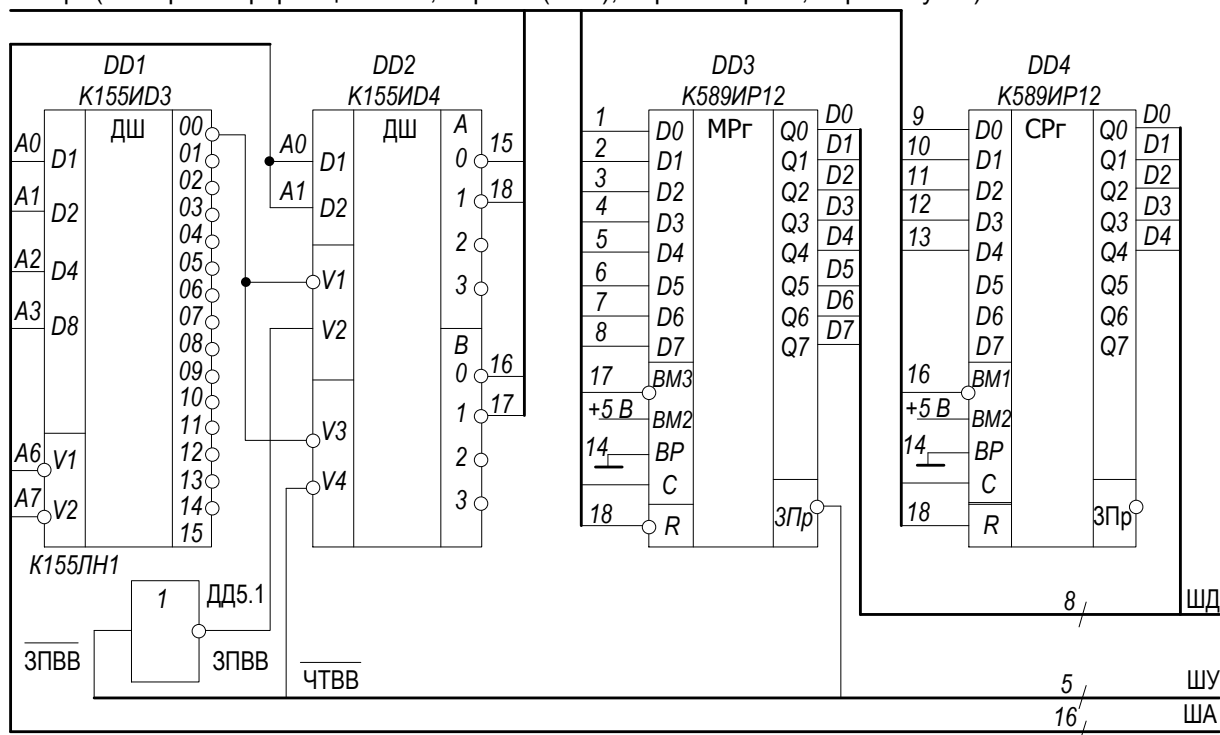 DD1
К155ИD3
ДШ
A0
D1
A1
D2
A2
D4
A3
D8
A6
V1
A7
V2
00
01
02
03
04
05
06
07
08
09
10
11
12
13
14
15
К155ЛН1
1
ДД5.1
ЗПВВ
ЗПВВ
DD2
К155ИD4
ДШ
A0
D1
A1
D2
V1
V2
V3
V4
A
0
15
1
18
2
3
B
0
16
1
17
2
3
ЧТВВ
DD3
К589ИР12
МРг
1
D0
2
D1
3
D2
4
D3
5
D4
6
D5
7
D6
8
D7
17
ВМ3
+5 В
ВМ2
14
ВР
С
18
R
Q0
D0
Q1
D1
Q2
D2
Q3
D3
Q4
D4
Q5
D5
Q6
D6
Q7
D7
ЗПр
DD4
К589ИР12
СРг
9
D0
10
D1
11
D2
12
D3
13
D4
D5
D6
D7
16
ВМ1
+5 В
ВМ2
14
ВР
С
18
R
Q0
D0
Q1
D1
Q2
D2
Q3
D3
Q4
D4
Q5
Q6
Q7
ЗПр
8
ШД
5
ШУ
16
ША